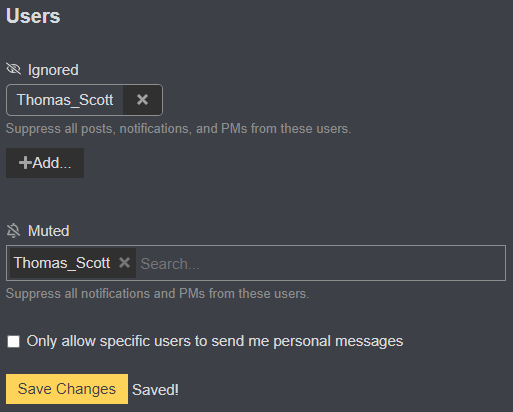 Users
Ignored
Thomas_Scott ×
Suppress all posts, notifications, and PMs from these users.
+Add...
Muted
Thomas_Scott × Search...
Suppress all notifications and PMs from these users.
Only allow specific users to send me personal messages
Save Changes Saved!